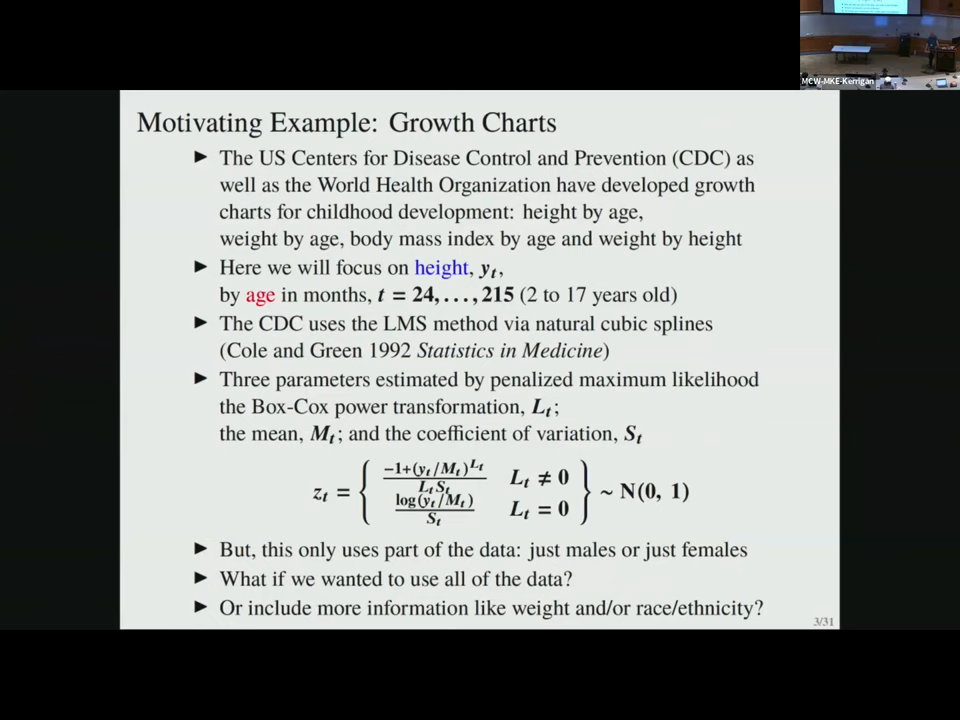 MCW-MKE-Kerrigan
Motivating Example: Growth Charts
▶ The US Centers for Disease Control and Prevention (CDC) as
well as the World Health Organization have developed growth
charts for childhood development: height by age,
weight by age, body mass index by age and weight by height
▶ Here we will focus on height, y_t,
by age in months, t = 24, . . . , 215 (2 to 17 years old)
▶ The CDC uses the LMS method via natural cubic splines
(Cole and Green 1992 Statistics in Medicine)
▶ Three parameters estimated by penalized maximum likelihood
the Box-Cox power transformation, L_t;
the mean, M_t; and the coefficient of variation, S_t
z_t = { (-1+(y_t/M_t)^{L_t})/(L_t S_t) L_t ≠ 0
log(y_t/M_t)/S_t L_t = 0 } ~ N(0, 1)
▶ But, this only uses part of the data: just males or just females
▶ What if we wanted to use all of the data?
▶ Or include more information like weight and/or race/ethnicity?
3/31